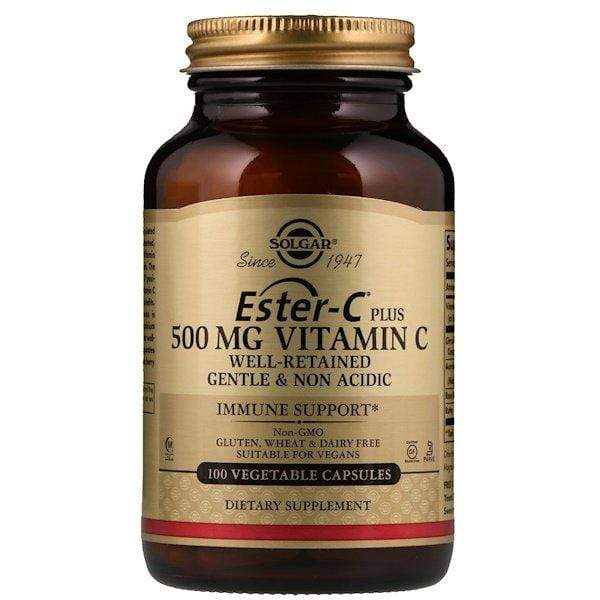 SOLGAR®
Since 1947
Ester-C® PLUS
500 MG VITAMIN C
WELL-RETAINED
GENTLE & NON ACIDIC
IMMUNE SUPPORT*
Non-GMO
GLUTEN, WHEAT & DAIRY FREE
SUITABLE FOR VEGANS
100 VEGETABLE CAPSULES
DIETARY SUPPLEMENT